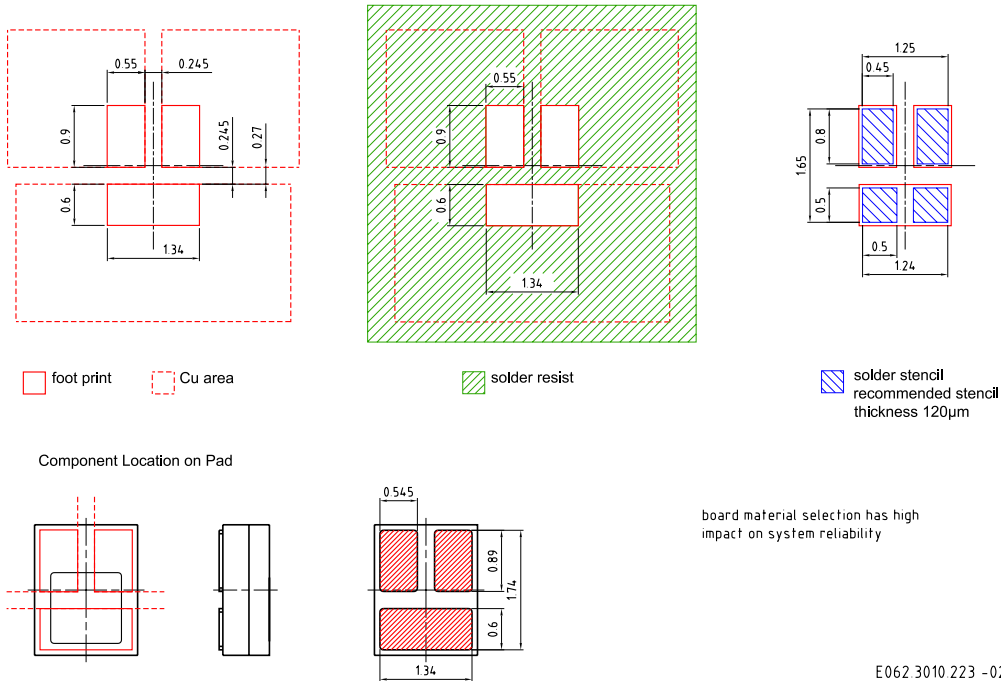 0.55
0.245
0.9
0.245
0.27
0.6
1.34
0.55
0.9
0.6
1.34
1.25
0.45
0.8
1.65
0.5
0.5
1.24
foot print
Cu area
solder resist
solder stencil
recommended stencil
thickness 120µm
Component Location on Pad
0.545
0.89
1.74
0.6
1.34
board material selection has high
impact on system reliability